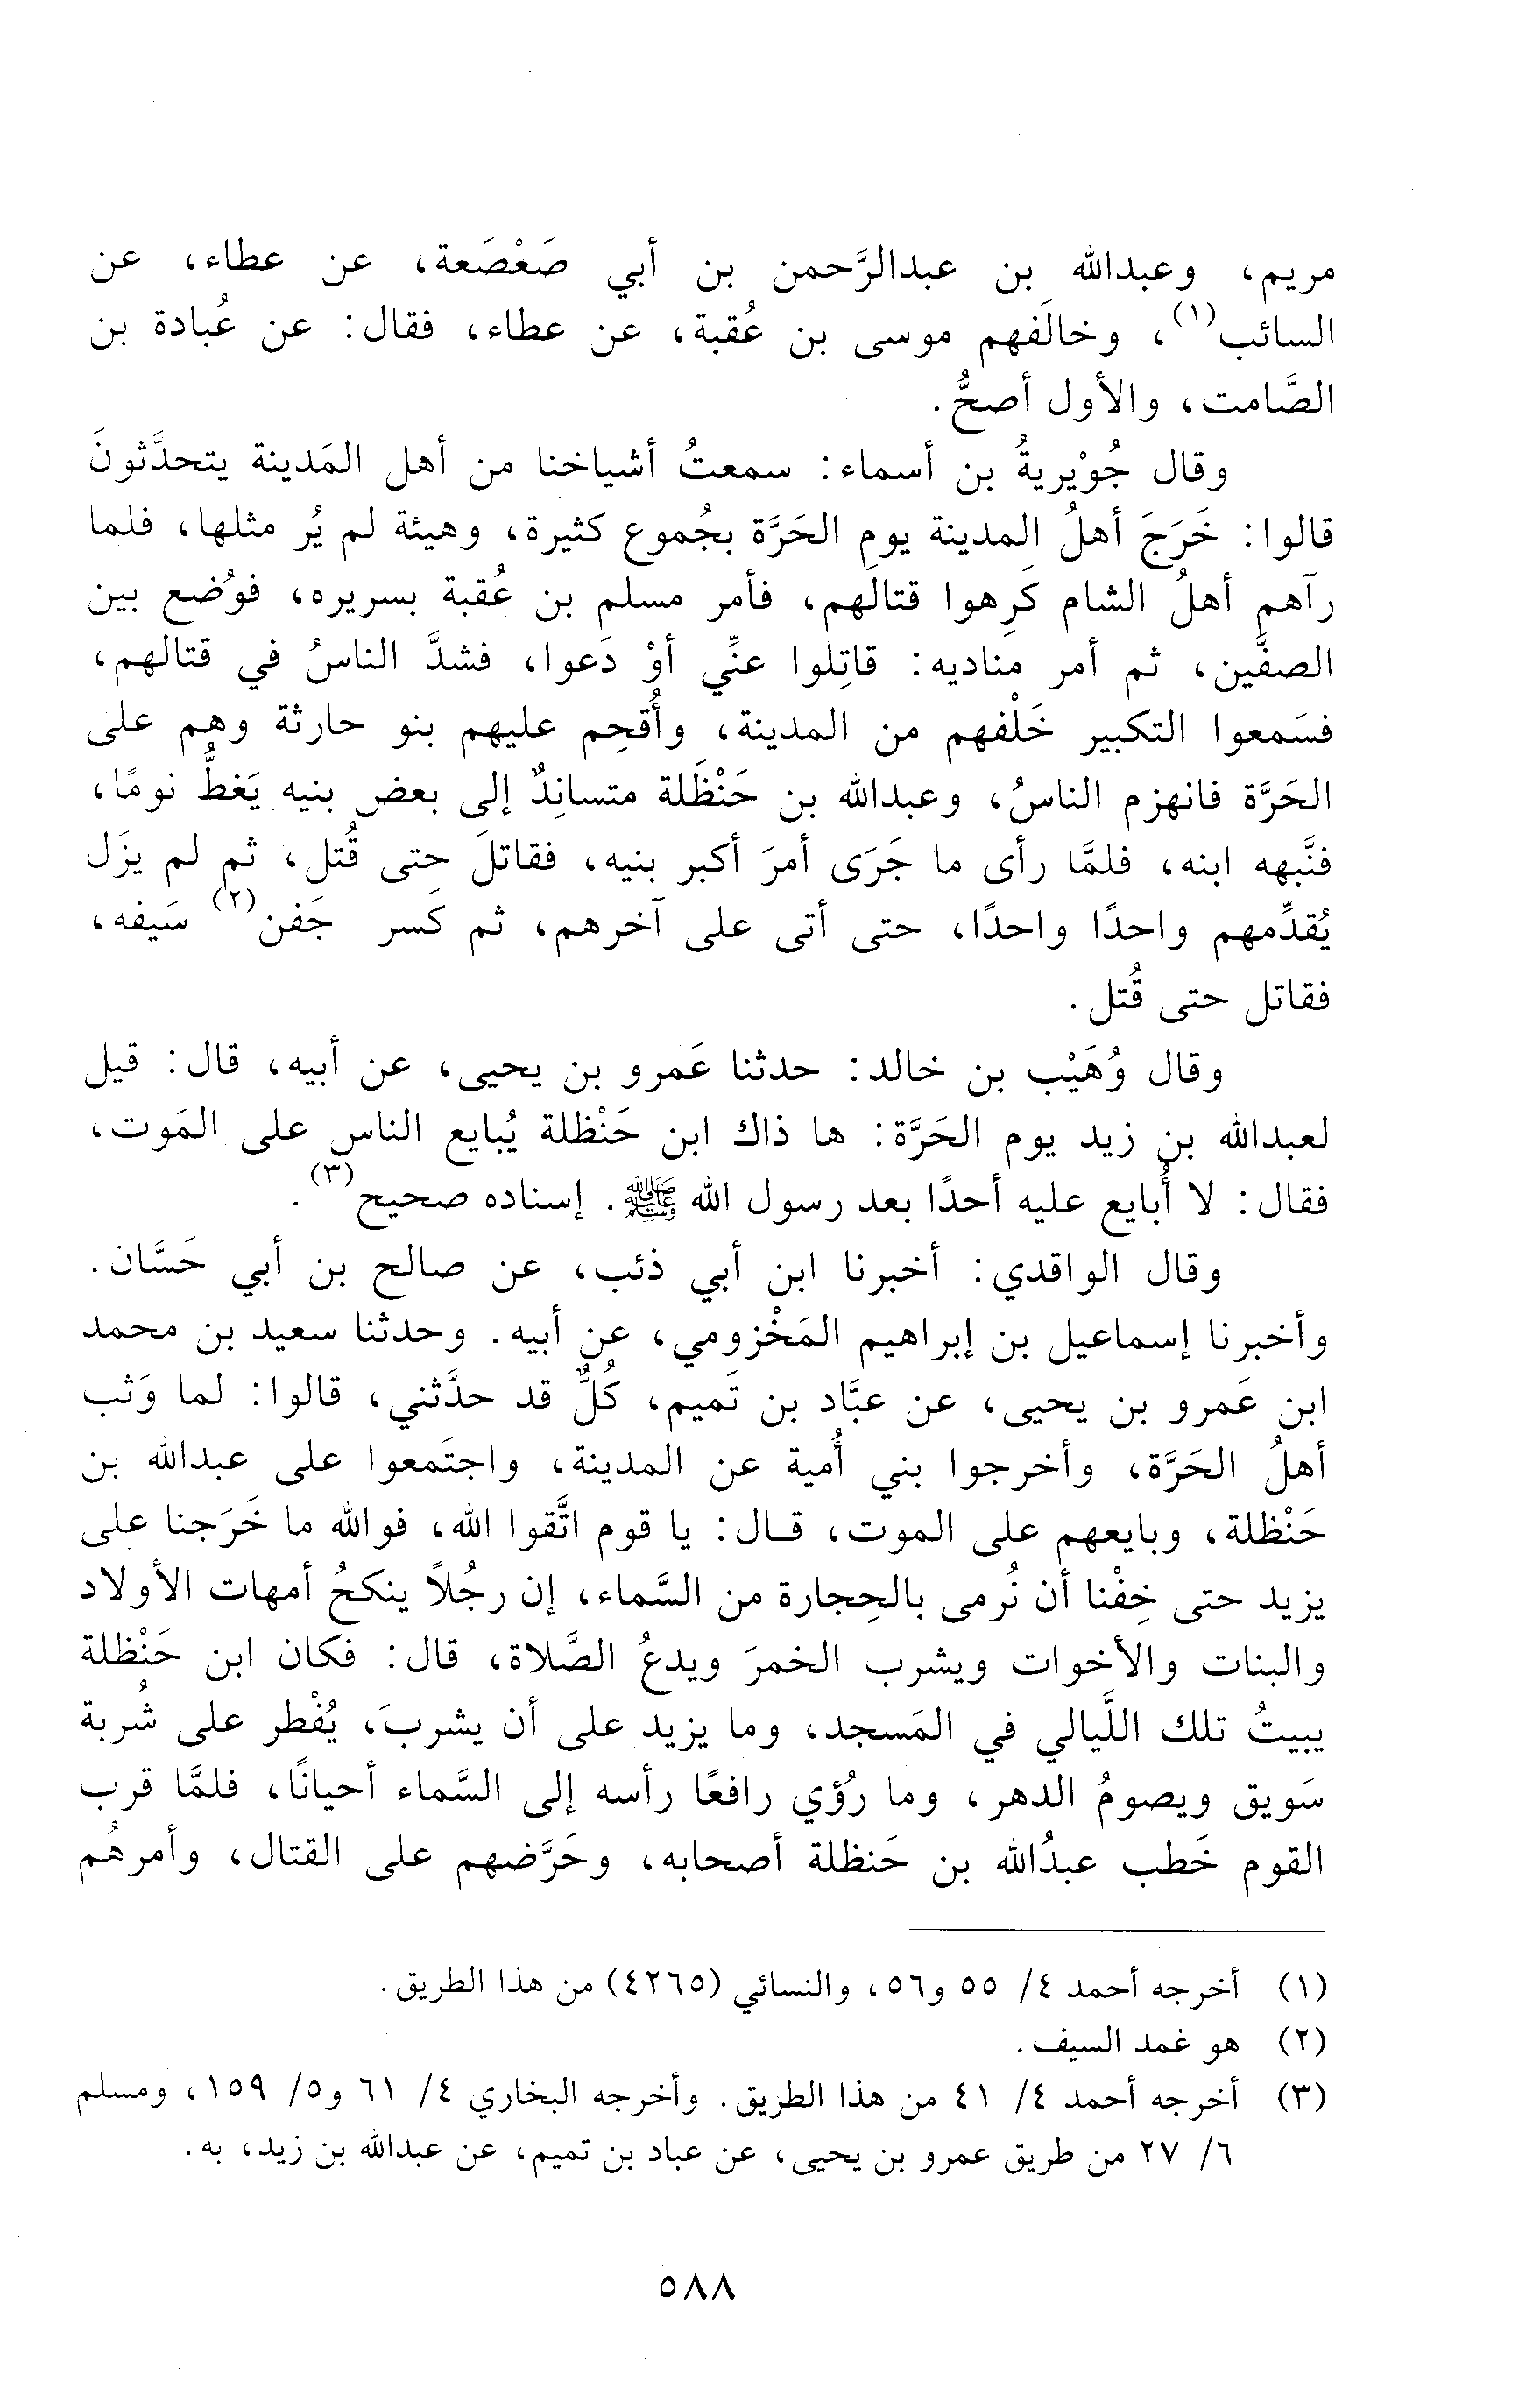 مريم، وعبدالله بن عبدالرَّحمن بن أبي صَعْصَعة، عن عطاء، عن
السائب(١)، وخالَفهم موسى بن عُقبة، عن عطاء، فقال: عن عُبادة بن
الصَّامت، والأول أصحُّ.
وقال جُوْيريةُ بن أسماء: سمعتُ أشياخنا من أهل المَدينة يتحدَّثونَ
قالوا: خَرَجَ أهلُ المدينة يوم الحَرَّة بجُموع كثيرة، وهيئة لم يُر مثلها، فلما
رآهم أهلُ الشام كَرِهوا قتالَهم، فأمر مسلم بن عُقبة بسريره، فوُضع بين
الصفَّين، ثم أمر مناديه: قاتِلوا عنِّي أوْ دَعوا، فشدَّ الناسُ في قتالهم،
فسَمعوا التكبير خَلْفهم من المدينة، وأُقحِم عليهم بنو حارثة وهم على
الحَرَّة فانهزم الناسُ، وعبدالله بن حَنْظَلة متسانِدٌ إلى بعض بنيه يَغطُّ نومًا،
فنَّبهه ابنه، فلمَّا رأى ما جَرَى أمرَ أكبر بنيه، فقاتلَ حتى قُتل، ثم لم يزَل
يُقدِّمهم واحدًا واحدًا، حتى أتى على آخرهم، ثم كَسر جَفن(٢) سَيفه،
فقاتل حتى قُتل.
وقال وُهَيْب بن خالد: حدثنا عَمرو بن يحيى، عن أبيه، قال: قيل
لعبدالله بن زيد يوم الحَرَّة: ها ذاك ابن حَنْظلة يُبايع الناس على المَوت،
فقال: لا أُبايع عليه أحدًا بعد رسول الله ﷺ. إسناده صحيح(٣).
وقال الواقدي: أخبرنا ابن أبي ذئب، عن صالح بن أبي حَسَّان.
وأخبرنا إسماعيل بن إبراهيم المَخْزومي، عن أبيه. وحدثنا سعيد بن محمد
ابن عَمرو بن يحيى، عن عبَّاد بن تَميم، كُلٌّ قد حدَّثني، قالوا: لما وَثب
أهلُ الحَرَّة، وأخرجوا بني أُمية عن المدينة، واجتَمعوا على عبدالله بن
حَنْظلة، وبايعهم على الموت، قال: يا قوم اتَّقوا الله، فوالله ما خَرَجنا على
يزيد حتى خِفْنا أن نُرمى بالحِجارة من السَّماء، إن رجُلاً ينكحُ أمهات الأولاد
والبنات والأخوات ويشرب الخمرَ ويدعُ الصَّلاة، قال: فكان ابن حَنْظلة
يبيتُ تلك اللَّيالي في المَسجد، وما يزيد على أن يشربَ، يُفْطر على شُربة
سَويق ويصومُ الدهر، وما رُؤي رافعًا رأسه إلى السَّماء أحيانًا، فلمَّا قرب
القوم خَطب عبدُالله بن حَنظلة أصحابه، وحَرَّضهم على القتال، وأمرهُم
(١) أخرجه أحمد ٤/ ٥٥ و٥٦، والنسائي (٤٢٦٥) من هذا الطريق.
(٢) هو غمد السيف.
(٣) أخرجه أحمد ٤/ ٤١ من هذا الطريق. وأخرجه البخاري ٤/ ٦١ و٥/ ١٥٩، ومسلم
٦/ ٢٧ من طريق عمرو بن يحيى، عن عباد بن تميم، عن عبدالله بن زيد، به.
٥٨٨